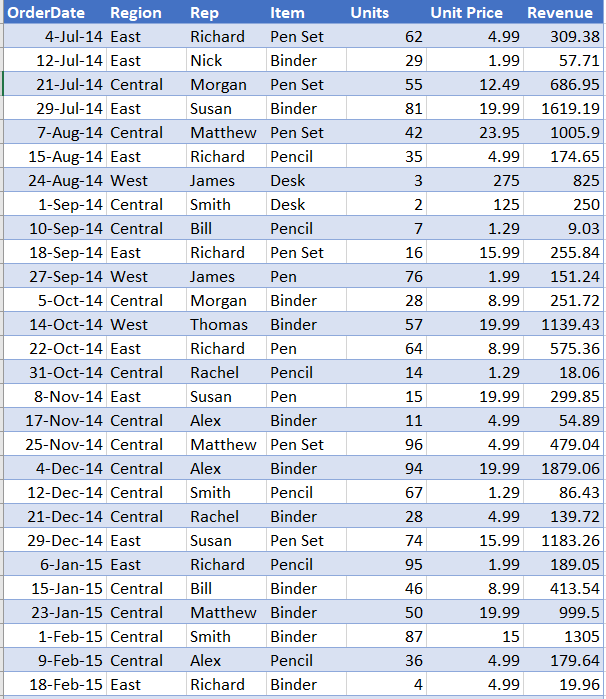 OrderDate Region Rep Item Units Unit Price Revenue
4-Jul-14 East Richard Pen Set 62 4.99 309.38
12-Jul-14 East Nick Binder 29 1.99 57.71
21-Jul-14 Central Morgan Pen Set 55 12.49 686.95
29-Jul-14 East Susan Binder 81 19.99 1619.19
7-Aug-14 Central Matthew Pen Set 42 23.95 1005.9
15-Aug-14 East Richard Pencil 35 4.99 174.65
24-Aug-14 West James Desk 3 275 825
1-Sep-14 Central Smith Desk 2 125 250
10-Sep-14 Central Bill Pencil 7 1.29 9.03
18-Sep-14 East Richard Pen Set 16 15.99 255.84
27-Sep-14 West James Pen 76 1.99 151.24
5-Oct-14 Central Morgan Binder 28 8.99 251.72
14-Oct-14 West Thomas Binder 57 19.99 1139.43
22-Oct-14 East Richard Pen 64 8.99 575.36
31-Oct-14 Central Rachel Pencil 14 1.29 18.06
8-Nov-14 East Susan Pen 15 19.99 299.85
17-Nov-14 Central Alex Binder 11 4.99 54.89
25-Nov-14 Central Matthew Pen Set 96 4.99 479.04
4-Dec-14 Central Alex Binder 94 19.99 1879.06
12-Dec-14 Central Smith Pencil 67 1.29 86.43
21-Dec-14 Central Rachel Binder 28 4.99 139.72
29-Dec-14 East Susan Pen Set 74 15.99 1183.26
6-Jan-15 East Richard Pencil 95 1.99 189.05
15-Jan-15 Central Bill Binder 46 8.99 413.54
23-Jan-15 Central Matthew Binder 50 19.99 999.5
1-Feb-15 Central Smith Binder 87 15 1305
9-Feb-15 Central Alex Pencil 36 4.99 179.64
18-Feb-15 East Richard Binder 4 4.99 19.96